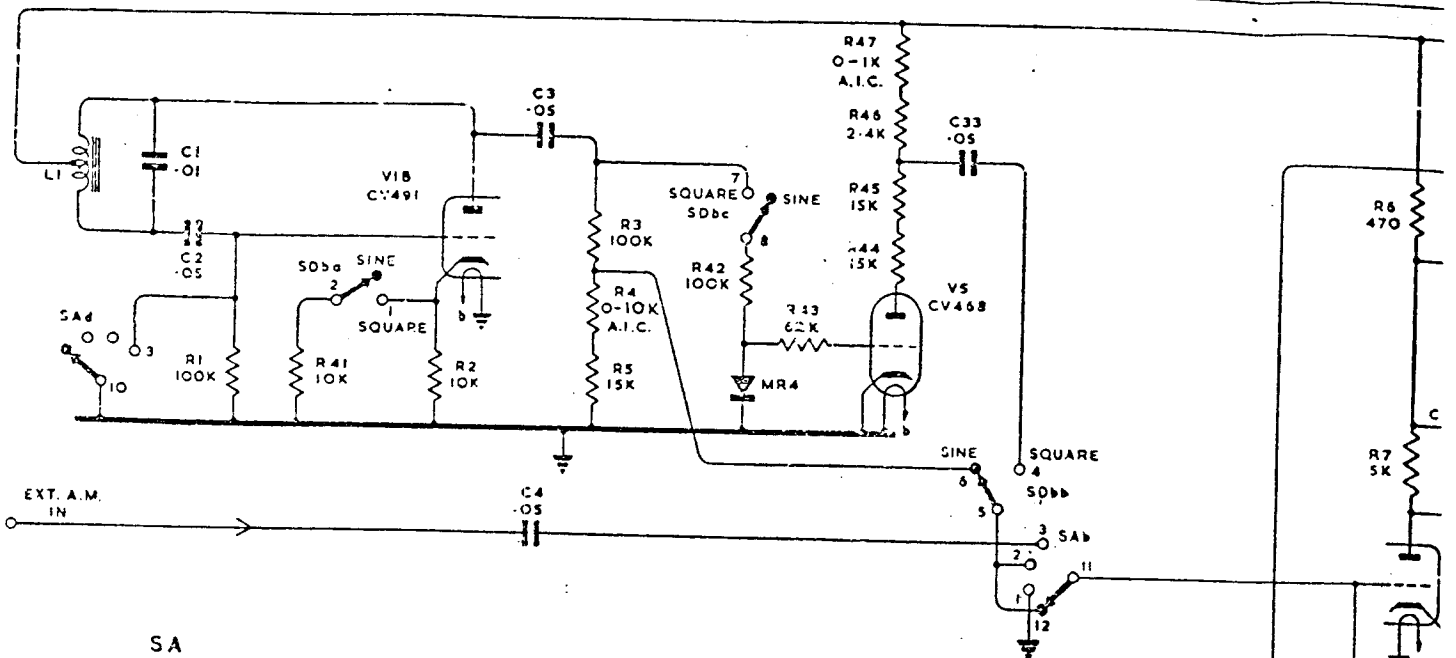 R47
0-1K
A.I.C.
C3
.05
R46
2.4K
C33
.05
C1
.01
L1
V1B
CV491
7
SQUARE
SDbc
SINE
8
R45
15K
R6
470
C2
.05
R3
100K
R44
15K
SDba
SINE
2
1
SQUARE
b
R42
100K
V5
CV468
R4
0-10K
A.I.C.
R43
62K
SAd
3
10
R1
100K
R41
10K
R2
10K
R5
15K
MR4
b
C
SINE
6
SQUARE
4
SDbb
5
R7
5K
EXT. A.M.
IN
C4
.05
3
SAb
2
11
1
12
SA